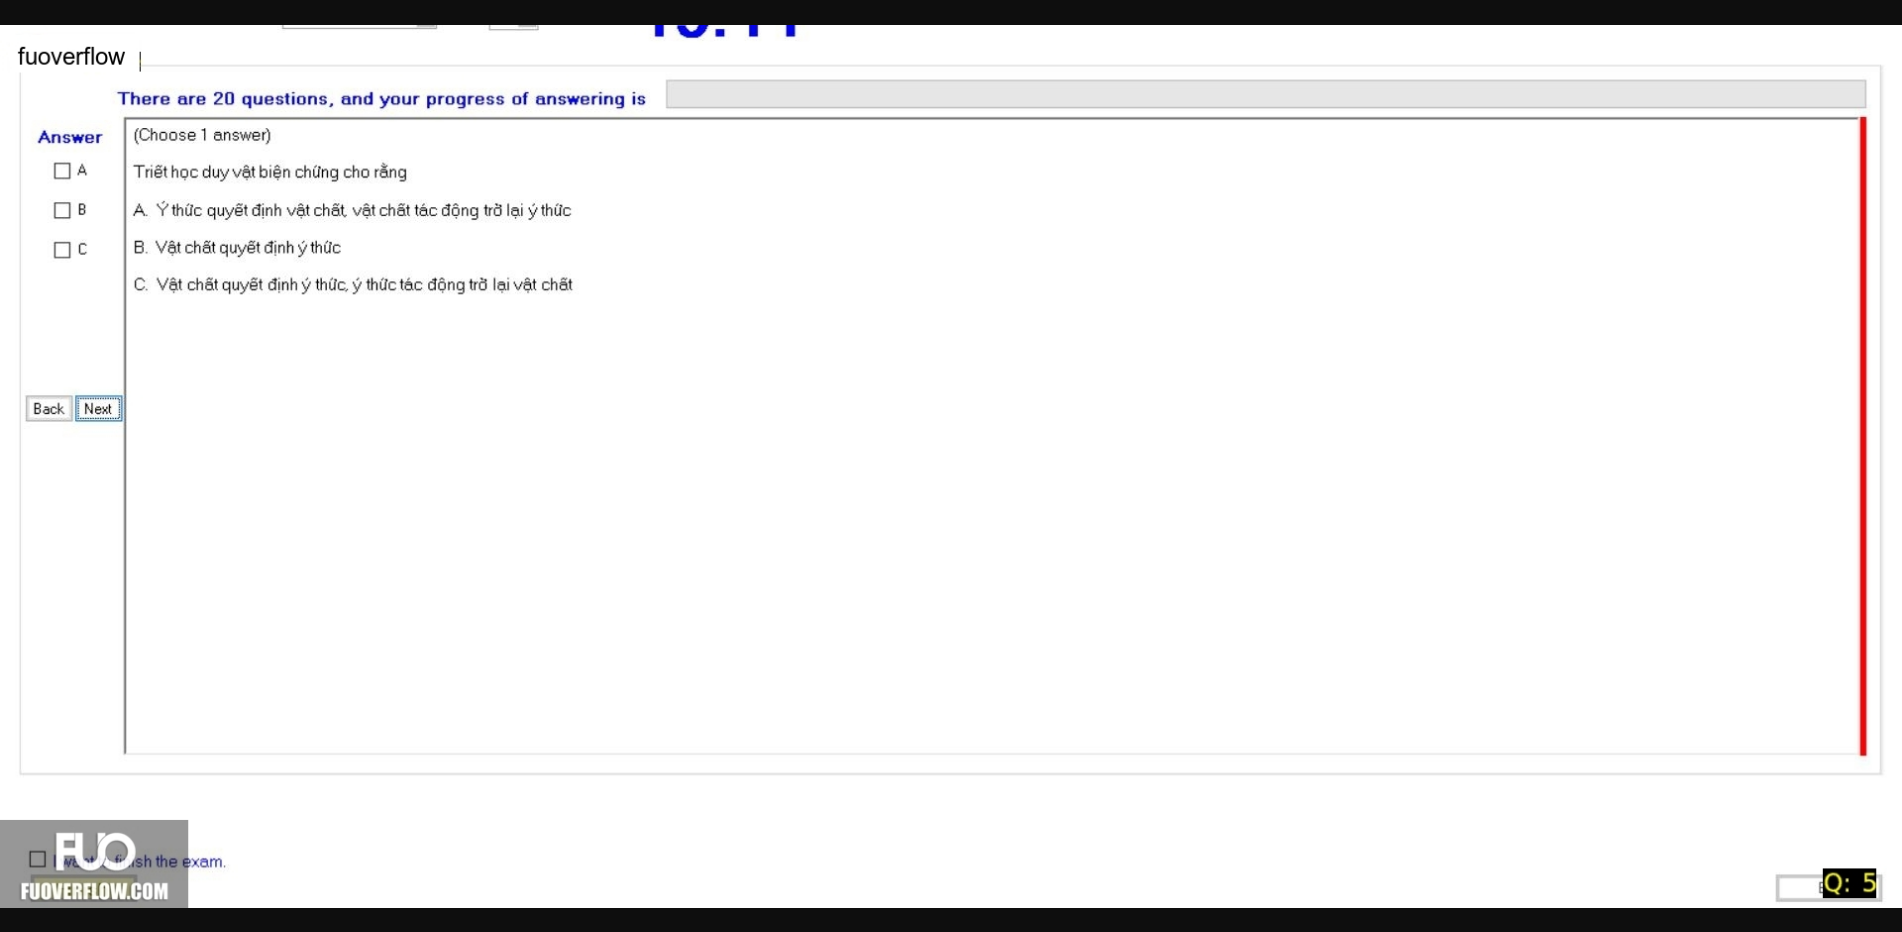 fuoverflow
There are 20 questions, and your progress of answering is
Answer
(Choose 1 answer)
A
Triết học duy vật biện chứng cho rằng
B
A. Ý thức quyết định vật chất, vật chất tác động trở lại ý thức
C
B. Vật chất quyết định ý thức
C. Vật chất quyết định ý thức, ý thức tác động trở lại vật chất
Back Next
FUO
finish the exam.
FUOVERFLOW.COM
Q: 5